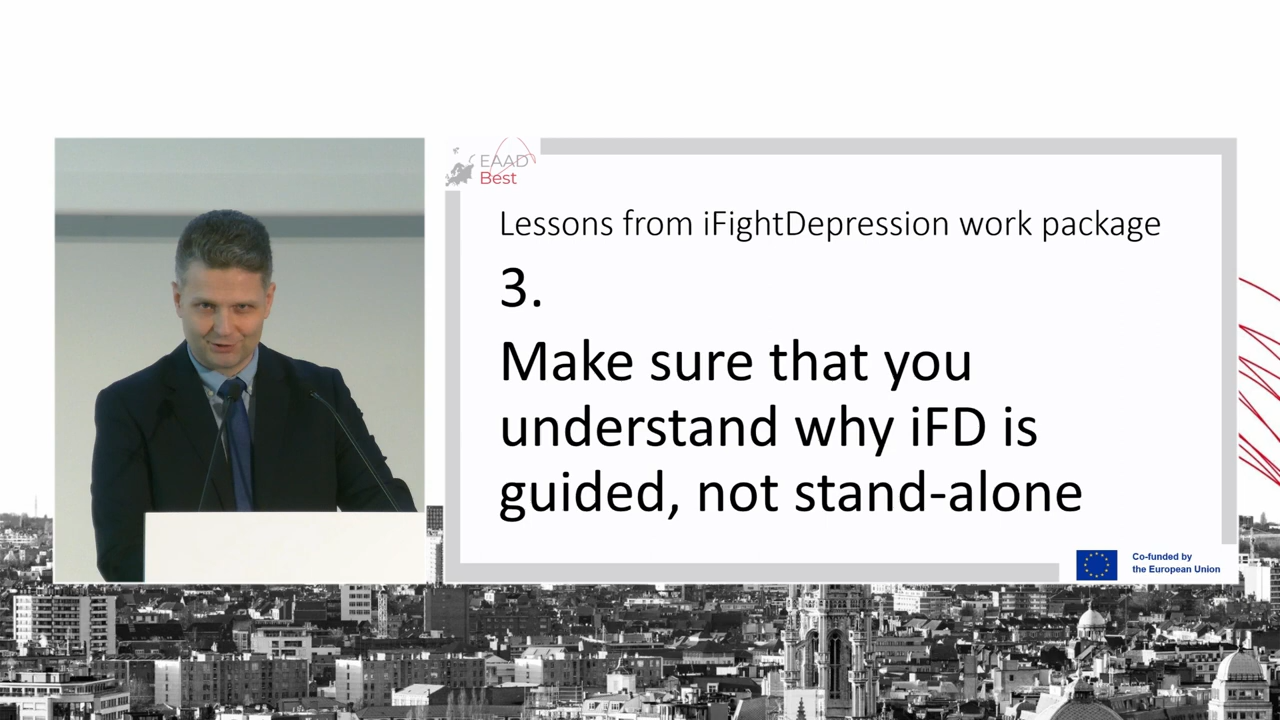 EAAD
Best
Lessons from iFightDepression work package
3.
Make sure that you
understand why iFD is
guided, not stand-alone
Co-funded by
the European Union